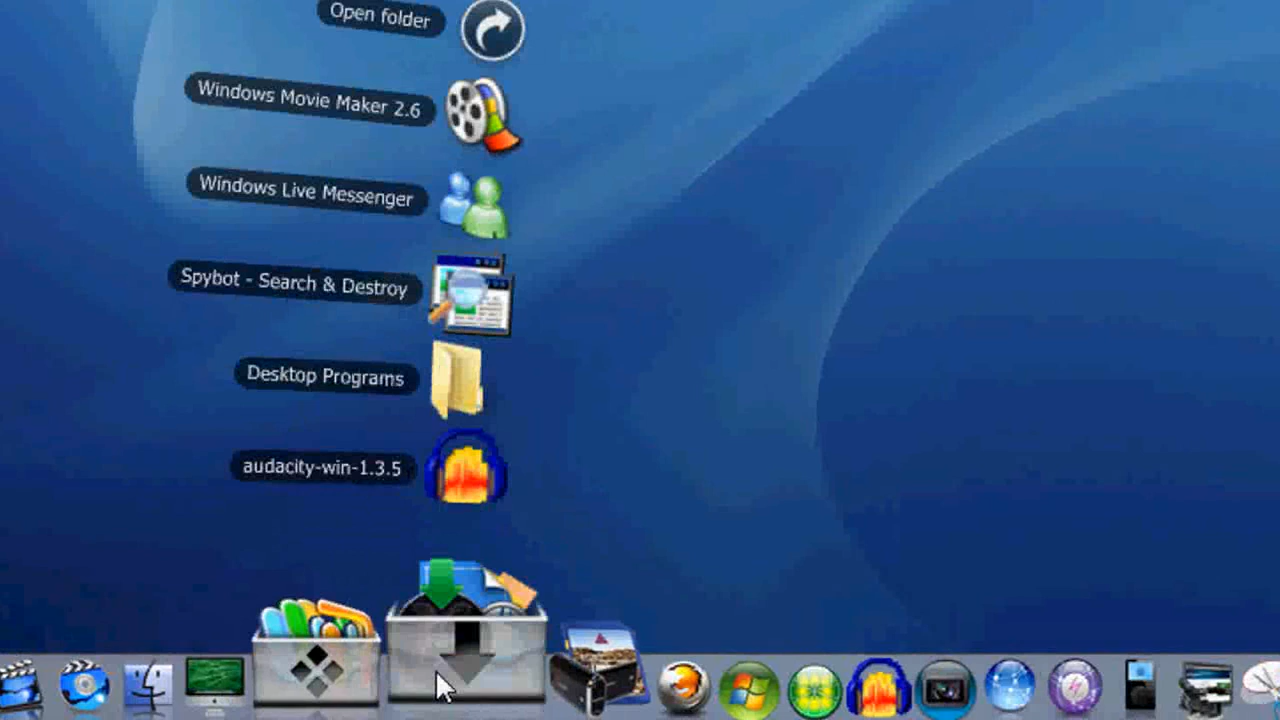 Open folder
Windows Movie Maker 2.6
Windows Live Messenger
Spybot - Search & Destroy
Desktop Programs
audacity-win-1.3.5